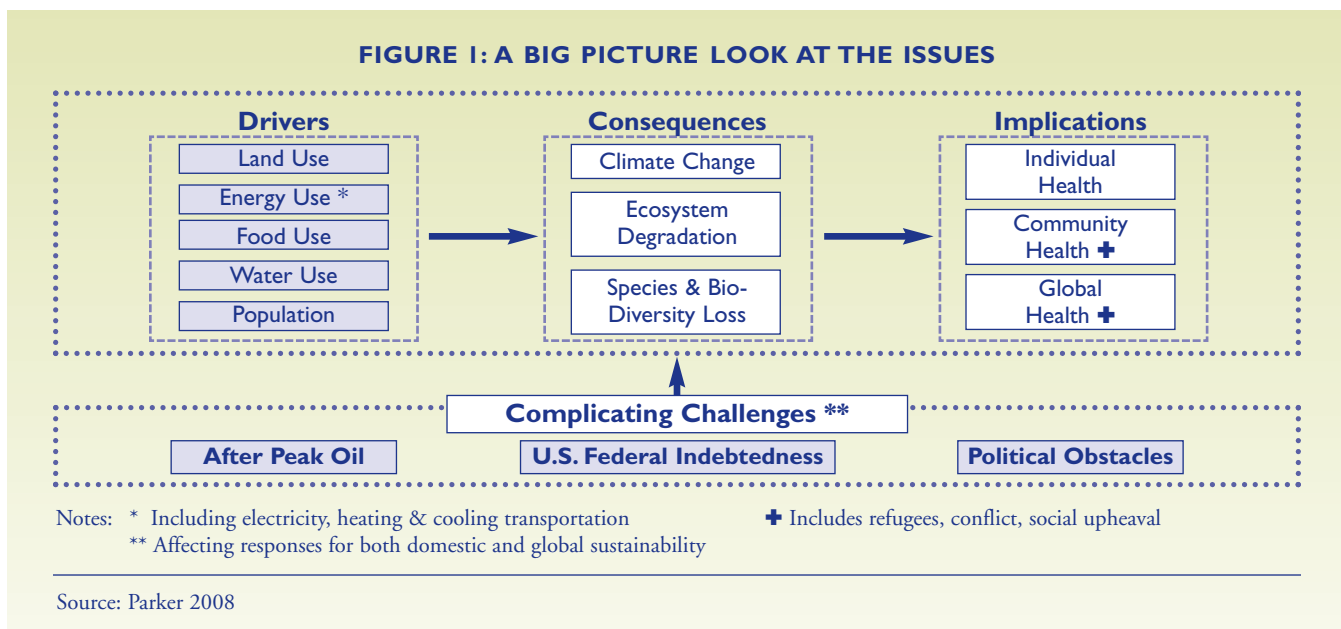 FIGURE 1: A BIG PICTURE LOOK AT THE ISSUES
Drivers
Land Use
Energy Use *
Food Use
Water Use
Population
Consequences
Climate Change
Ecosystem
Degradation
Species & Bio-
Diversity Loss
Implications
Individual
Health
Community
Health ✚
Global
Health ✚
Complicating Challenges **
After Peak Oil
U.S. Federal Indebtedness
Political Obstacles
Notes: * Including electricity, heating & cooling transportation
✚ Includes refugees, conflict, social upheaval
** Affecting responses for both domestic and global sustainability
Source: Parker 2008